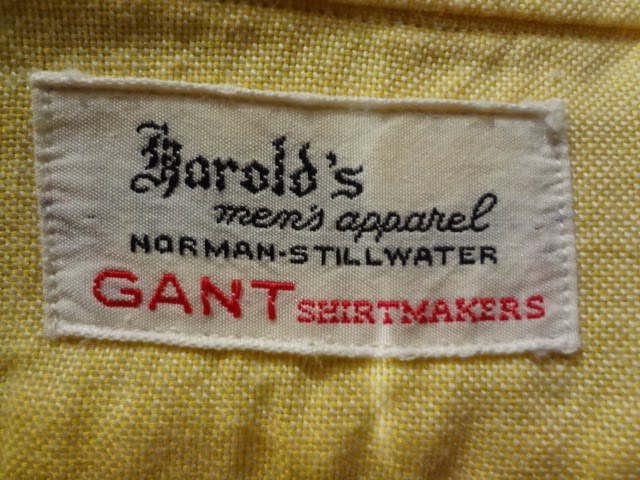 Harold's
men's apparel
NORMAN-STILLWATER
GANT SHIRTMAKERS